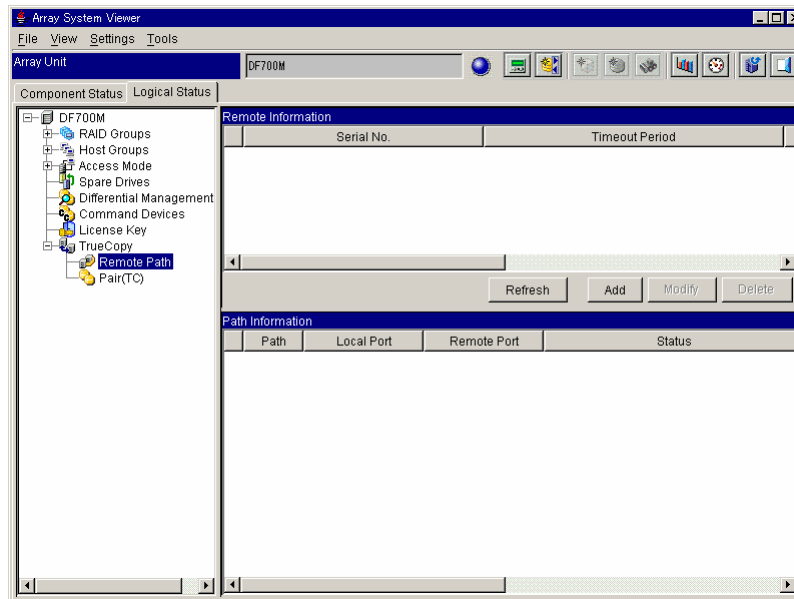 Array System Viewer
File View Settings Tools
Array Unit
DF700M
Component Status Logical Status
DF700M
RAID Groups
Host Groups
Access Mode
Spare Drives
Differential Management
Command Devices
License Key
TrueCopy
Remote Path
Pair(TC)
Remote Information
Serial No. Timeout Period
Refresh Add Modify Delete
Path Information
Path Local Port Remote Port Status